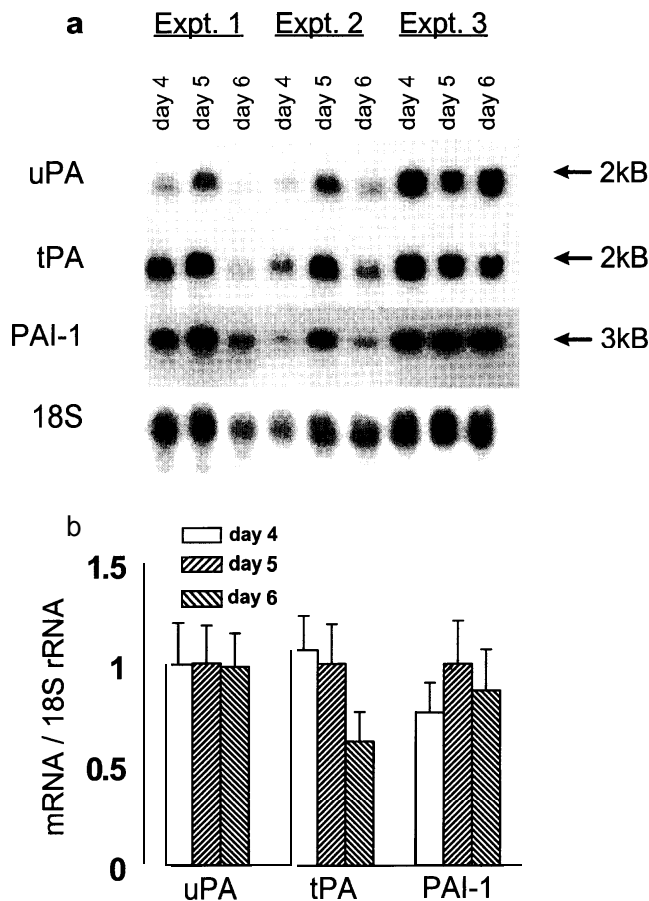 a Expt. 1 Expt. 2 Expt. 3
day 4 day 5 day 6 day 4 day 5 day 6 day 4 day 5 day 6
uPA 2kB
tPA 2kB
PAI-1 3kB
18S
b
day 4
day 5
day 6
mRNA / 18S rRNA
1.5
1
0.5
0
uPA tPA PAI-1